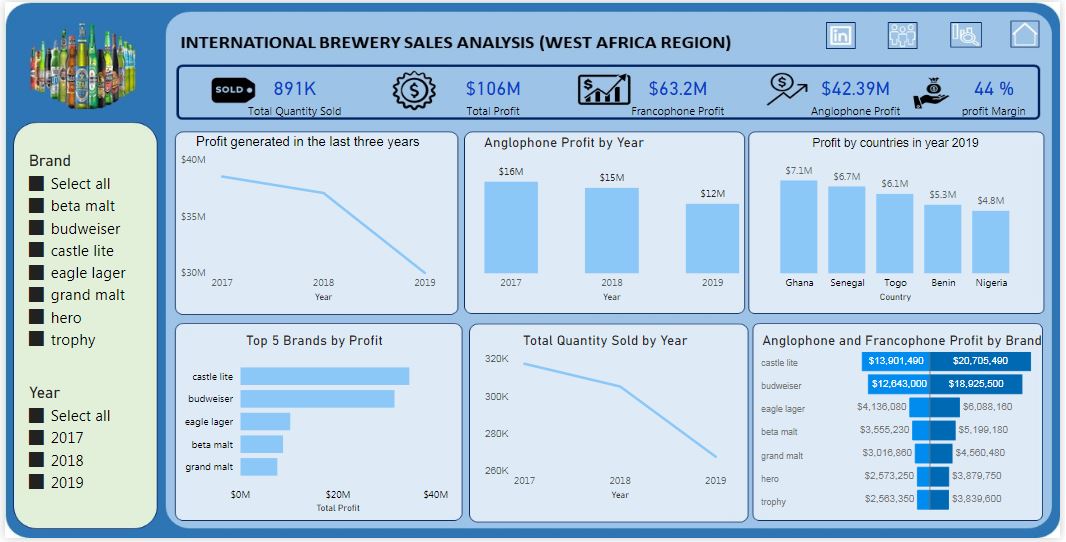 INTERNATIONAL BREWERY SALES ANALYSIS (WEST AFRICA REGION)
in
SOLD
891K
Total Quantity Sold
$
$106M
Total Profit
$
$63.2M
Francophone Profit
$
$42.39M
Anglophone Profit
$
44 %
profit Margin
Brand
Select all
beta malt
budweiser
castle lite
eagle lager
grand malt
hero
trophy
Year
Select all
2017
2018
2019
Profit generated in the last three years
$40M
$35M
$30M
2017 2018 2019
Year
Anglophone Profit by Year
$16M
$15M
$12M
2017 2018 2019
Year
Profit by countries in year 2019
$7.1M
$6.7M
$6.1M
$5.3M
$4.8M
Ghana Senegal Togo Benin Nigeria
Country
Top 5 Brands by Profit
castle lite
budweiser
eagle lager
beta malt
grand malt
$0M $20M $40M
Total Profit
Total Quantity Sold by Year
320K
300K
280K
260K
2017 2018 2019
Year
Anglophone and Francophone Profit by Brand
castle lite $13,901,490 $20,705,490
budweiser $12,643,000 $18,925,500
eagle lager $4,136,080 $6,088,160
beta malt $3,555,230 $5,199,180
grand malt $3,016,860 $4,560,480
hero $2,573,250 $3,879,750
trophy $2,563,350 $3,839,600